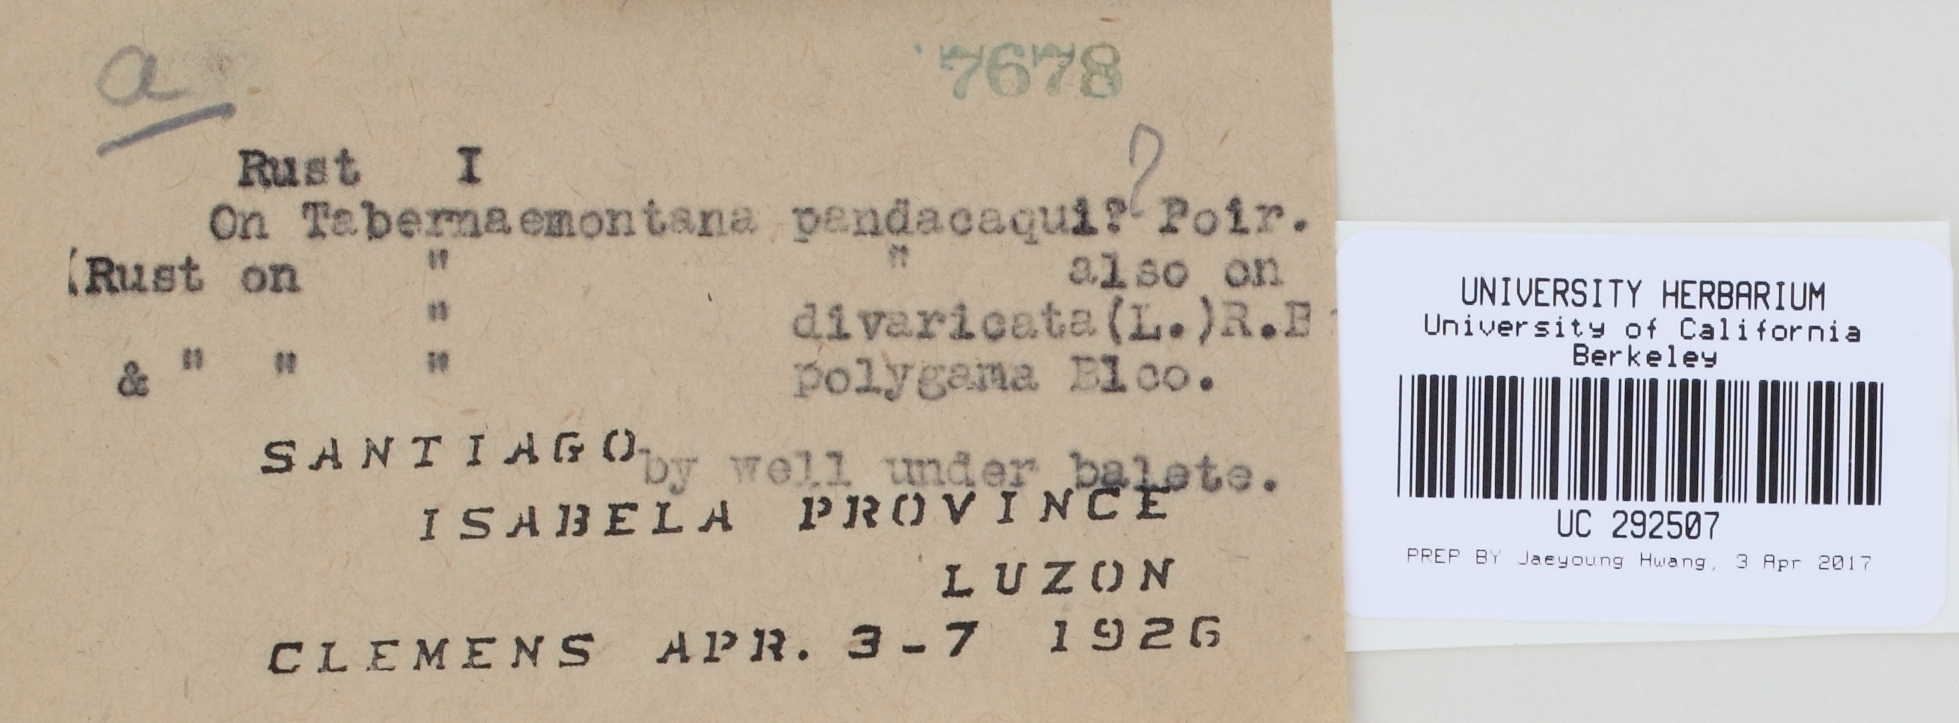 a
7678
Rust I
?
On Tabernaemontana pandacaqui? Poir.
(Rust on " " also on
" divaricata(L.)R.B
& " " " polygama Blco.
SANTIAGO by well under balete.
ISABELA PROVINCE
LUZON
CLEMENS APR. 3-7 1926
UNIVERSITY HERBARIUM
University of California
Berkeley
UC 292507
PREP BY Jaeyoung Hwang, 3 Apr 2017